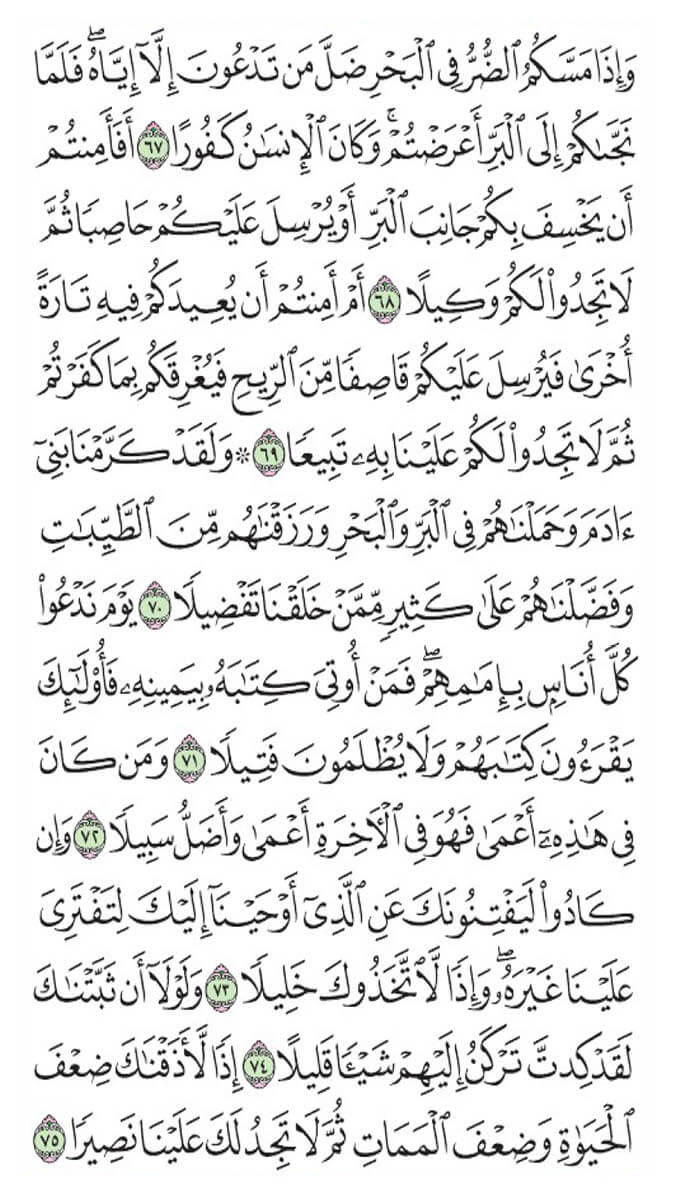 وَإِذَا مَسَّكُمُ ٱلضُّرُّ فِى ٱلْبَحْرِ ضَلَّ مَن تَدْعُونَ إِلَّآ إِيَّاهُ ۖ فَلَمَّا
نَجَّىٰكُمْ إِلَى ٱلْبَرِّ أَعْرَضْتُمْ ۚ وَكَانَ ٱلْإِنسَـٰنُ كَفُورًا ٦٧ أَفَأَمِنتُمْ
أَن يَخْسِفَ بِكُمْ جَانِبَ ٱلْبَرِّ أَوْ يُرْسِلَ عَلَيْكُمْ حَاصِبًا ثُمَّ
لَا تَجِدُوا۟ لَكُمْ وَكِيلًا ٦٨ أَمْ أَمِنتُمْ أَن يُعِيدَكُمْ فِيهِ تَارَةً
أُخْرَىٰ فَيُرْسِلَ عَلَيْكُمْ قَاصِفًا مِّنَ ٱلرِّيحِ فَيُغْرِقَكُم بِمَا كَفَرْتُمْ
ثُمَّ لَا تَجِدُوا۟ لَكُمْ عَلَيْنَا بِهِۦ تَبِيعًا ٦٩ * وَلَقَدْ كَرَّمْنَا بَنِىٓ
ءَادَمَ وَحَمَلْنَـٰهُمْ فِى ٱلْبَرِّ وَٱلْبَحْرِ وَرَزَقْنَـٰهُم مِّنَ ٱلطَّيِّبَـٰتِ
وَفَضَّلْنَـٰهُمْ عَلَىٰ كَثِيرٍ مِّمَّنْ خَلَقْنَا تَفْضِيلًا ٧٠ يَوْمَ نَدْعُوا۟
كُلَّ أُنَاسٍۭ بِإِمَـٰمِهِمْ ۖ فَمَنْ أُوتِىَ كِتَـٰبَهُۥ بِيَمِينِهِۦ فَأُو۟لَـٰٓئِكَ
يَقْرَءُونَ كِتَـٰبَهُمْ وَلَا يُظْلَمُونَ فَتِيلًا ٧١ وَمَن كَانَ
فِى هَـٰذِهِۦٓ أَعْمَىٰ فَهُوَ فِى ٱلْـَٔاخِرَةِ أَعْمَىٰ وَأَضَلُّ سَبِيلًا ٧٢ وَإِن
كَادُوا۟ لَيَفْتِنُونَكَ عَنِ ٱلَّذِىٓ أَوْحَيْنَآ إِلَيْكَ لِتَفْتَرِىَ
عَلَيْنَا غَيْرَهُۥ ۖ وَإِذًا لَّٱتَّخَذُوكَ خَلِيلًا ٧٣ وَلَوْلَآ أَن ثَبَّتْنَـٰكَ
لَقَدْ كِدتَّ تَرْكَنُ إِلَيْهِمْ شَيْـًٔا قَلِيلًا ٧٤ إِذًا لَّأَذَقْنَـٰكَ ضِعْفَ
ٱلْحَيَوٰةِ وَضِعْفَ ٱلْمَمَاتِ ثُمَّ لَا تَجِدُ لَكَ عَلَيْنَا نَصِيرًا ٧٥